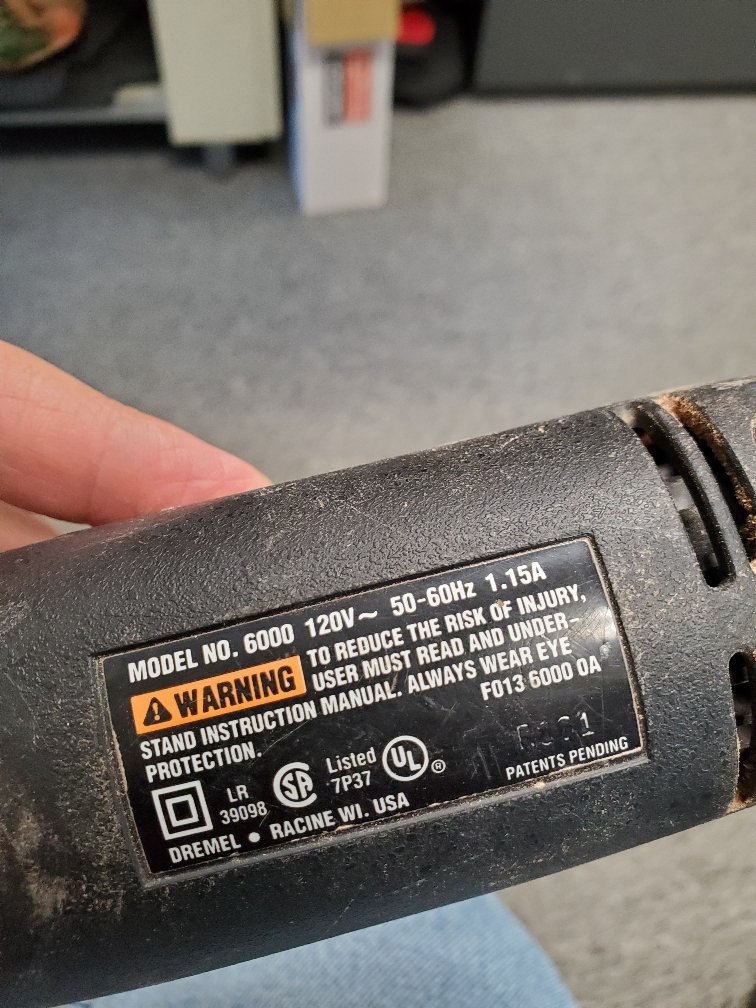 MODEL NO. 6000 120V~ 50-60Hz 1.15A
WARNING TO REDUCE THE RISK OF INJURY,
USER MUST READ AND UNDER-
STAND INSTRUCTION MANUAL. ALWAYS WEAR EYE
PROTECTION. F013 6000 0A
LR
39098
Listed
7P37
UL ®
PATENTS PENDING
DREMEL • RACINE WI. USA